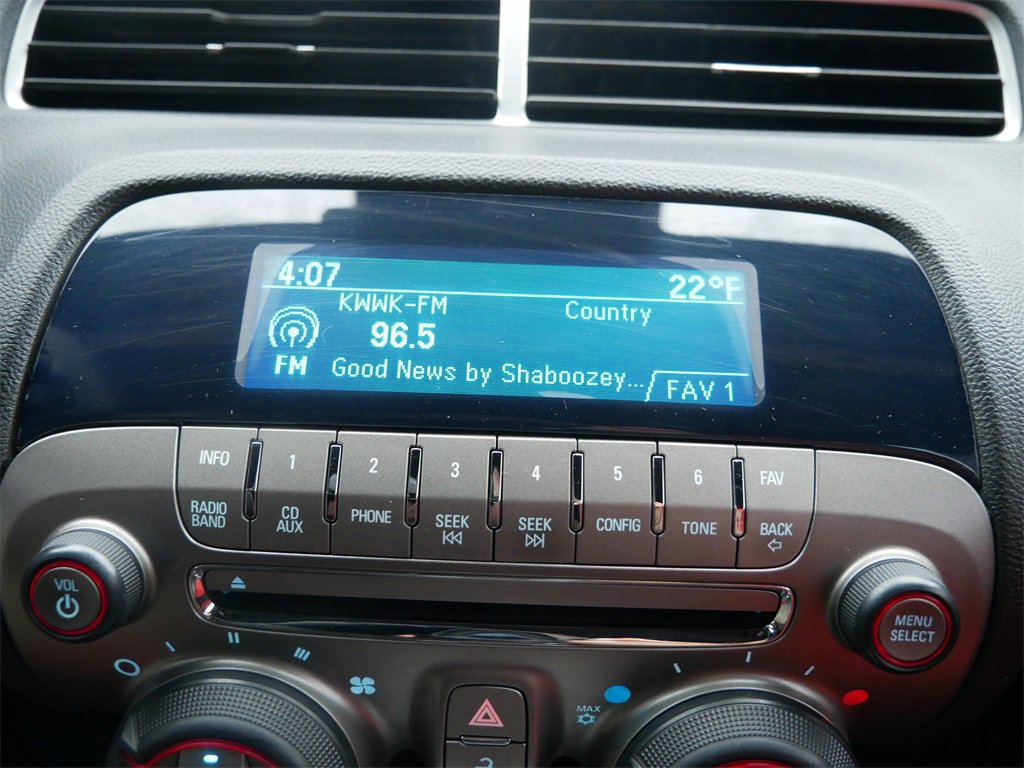 4:07 22°F
KWWK-FM Country
96.5
FM Good News by Shaboozey... FAV 1
INFO 1 2 3 4 5 6 FAV
RADIO BAND CD AUX PHONE SEEK SEEK CONFIG TONE BACK
VOL
MENU
SELECT
MAX